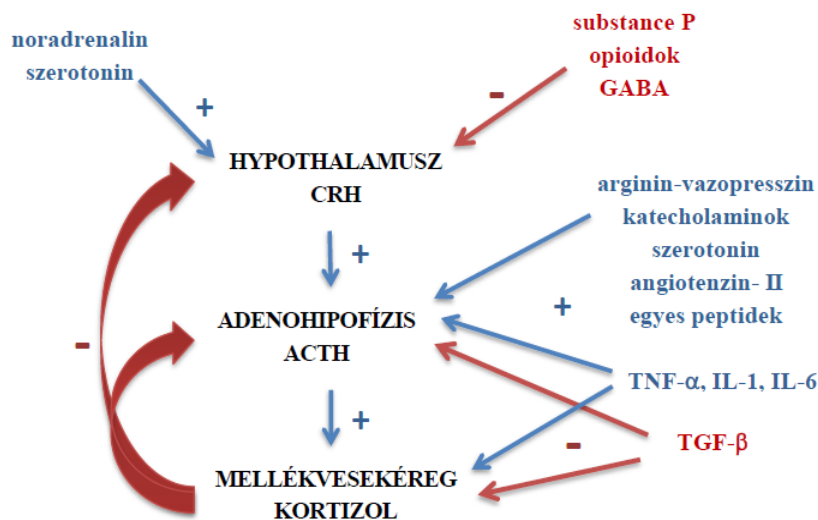 noradrenalin
szerotonin
+
substance P
opioidok
GABA
-
HYPOTHALAMUSZ
CRH
+
arginin-vazopresszin
katecholaminok
szerotonin
angiotenzin- II
egyes peptidek
+
ADENOHIPOFÍZIS
ACTH
-
+
TNF-α, IL-1, IL-6
TGF-β
-
MELLÉKVESEKÉREG
KORTIZOL